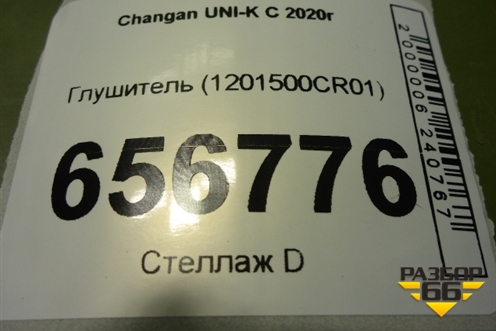 Changan UNI-K С 2020г
Глушитель (1201500CR01)
656776
Стеллаж D
2000006240767
РАЗБОР
66